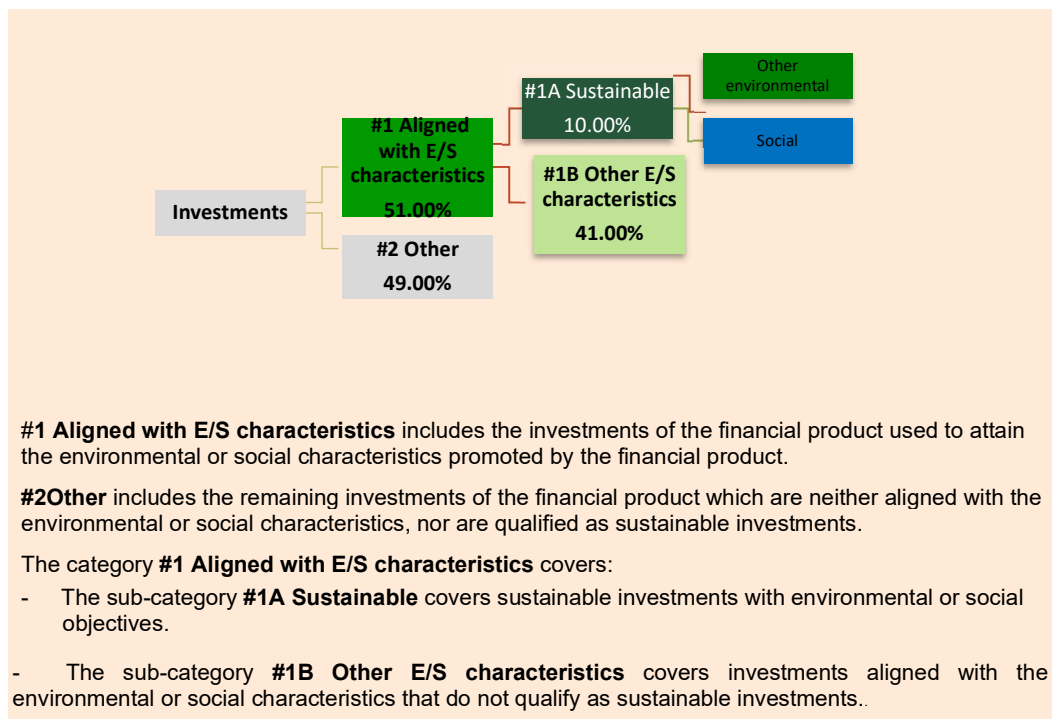 Other
environmental
#1A Sustainable
10.00%
Social
#1 Aligned
with E/S
characteristics
51.00%
#1B Other E/S
characteristics
41.00%
Investments
#2 Other
49.00%
#1 Aligned with E/S characteristics includes the investments of the financial product used to attain
the environmental or social characteristics promoted by the financial product.
#2Other includes the remaining investments of the financial product which are neither aligned with the
environmental or social characteristics, nor are qualified as sustainable investments.
The category #1 Aligned with E/S characteristics covers:
- The sub-category #1A Sustainable covers sustainable investments with environmental or social
objectives.
- The sub-category #1B Other E/S characteristics covers investments aligned with the
environmental or social characteristics that do not qualify as sustainable investments..